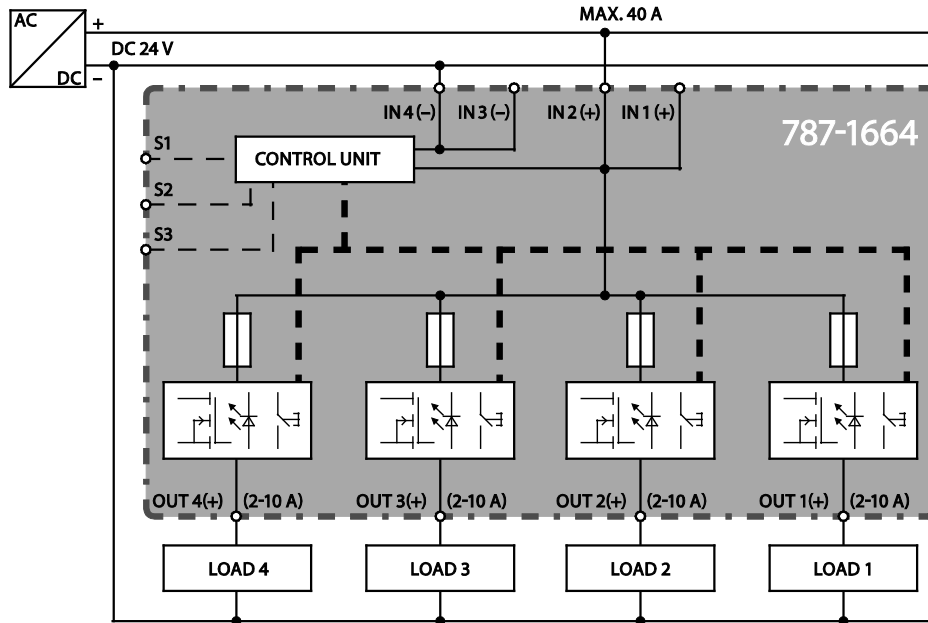 AC
+
MAX. 40 A
DC 24 V
DC
–
IN 4 (–)
IN 3 (–)
IN 2 (+)
IN 1 (+)
787-1664
S1
CONTROL UNIT
S2
S3
OUT 4(+)
(2-10 A)
OUT 3(+)
(2-10 A)
OUT 2(+)
(2-10 A)
OUT 1(+)
(2-10 A)
LOAD 4
LOAD 3
LOAD 2
LOAD 1